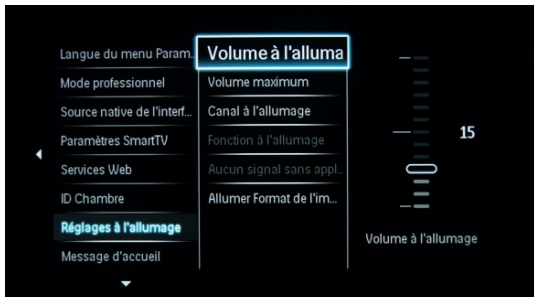 Langue du menu Param.
Mode professionnel
Source native de l'interf...
Paramètres SmartTV
Services Web
ID Chambre
Réglages à l'allumage
Message d'accueil
Volume à l'alluma
Volume maximum
Canal à l'allumage
Fonction à l'allumage
Aucun signal sans appl..
Allumer Format de l'im...
15
Volume à l'allumage